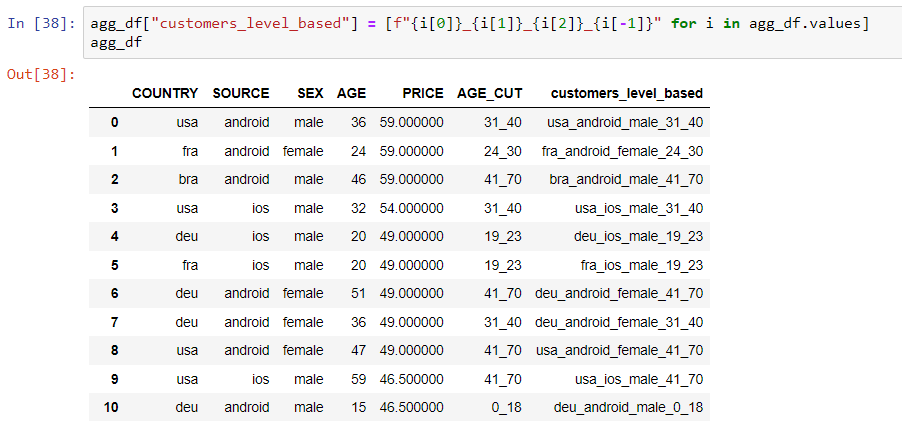 In [38]: agg_df["customers_level_based"] = [f"{i[0]}_{i[1]}_{i[2]}_{i[-1]}" for i in agg_df.values]
agg_df
Out[38]:
COUNTRY SOURCE SEX AGE PRICE AGE_CUT customers_level_based
0 usa android male 36 59.000000 31_40 usa_android_male_31_40
1 fra android female 24 59.000000 24_30 fra_android_female_24_30
2 bra android male 46 59.000000 41_70 bra_android_male_41_70
3 usa ios male 32 54.000000 31_40 usa_ios_male_31_40
4 deu ios male 20 49.000000 19_23 deu_ios_male_19_23
5 fra ios male 20 49.000000 19_23 fra_ios_male_19_23
6 deu android female 51 49.000000 41_70 deu_android_female_41_70
7 deu android female 36 49.000000 31_40 deu_android_female_31_40
8 usa android female 47 49.000000 41_70 usa_android_female_41_70
9 usa ios male 59 46.500000 41_70 usa_ios_male_41_70
10 deu android male 15 46.500000 0_18 deu_android_male_0_18